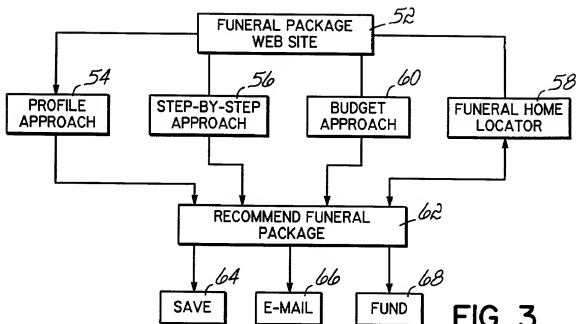 FUNERAL PACKAGE
WEB SITE
52
54
PROFILE
APPROACH
56
STEP-BY-STEP
APPROACH
60
BUDGET
APPROACH
58
FUNERAL HOME
LOCATOR
RECOMMEND FUNERAL
PACKAGE
62
64
SAVE
66
E-MAIL
68
FUND
FIG. 3